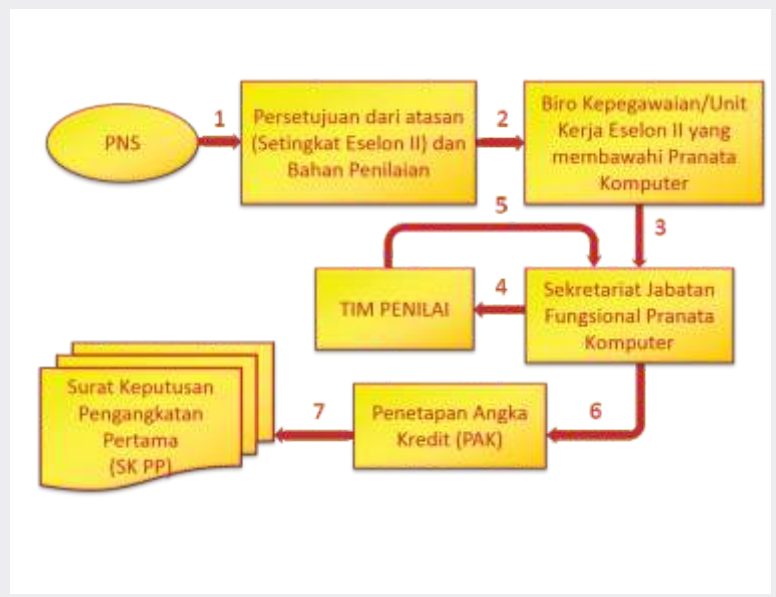 PNS
1
Persetujuan dari atasan
(Setingkat Eselon II) dan
Bahan Penilaian
2
Biro Kepegawaian/Unit
Kerja Eselon II yang
membawahi Pranata
Komputer
3
5
TIM PENILAI
4
Sekretariat Jabatan
Fungsional Pranata
Komputer
6
Penetapan Angka
Kredit (PAK)
7
Surat Keputusan
Pengangkatan
Pertama
(SK PP)